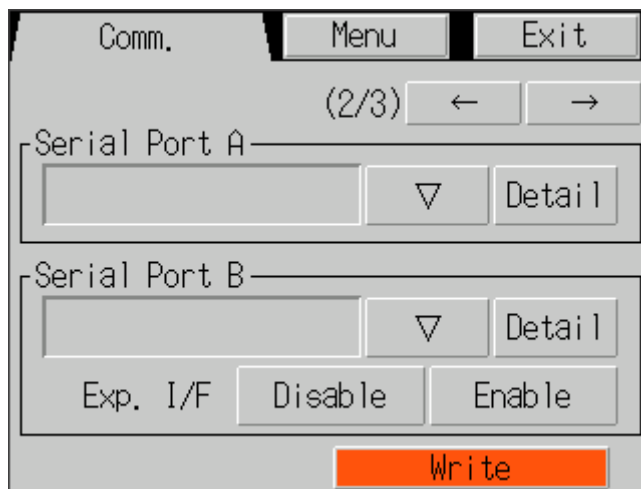 Comm. Menu Exit
(2/3) ← →
Serial Port A
▽ Detail
Serial Port B
▽ Detail
Exp. I/F Disable Enable
Write